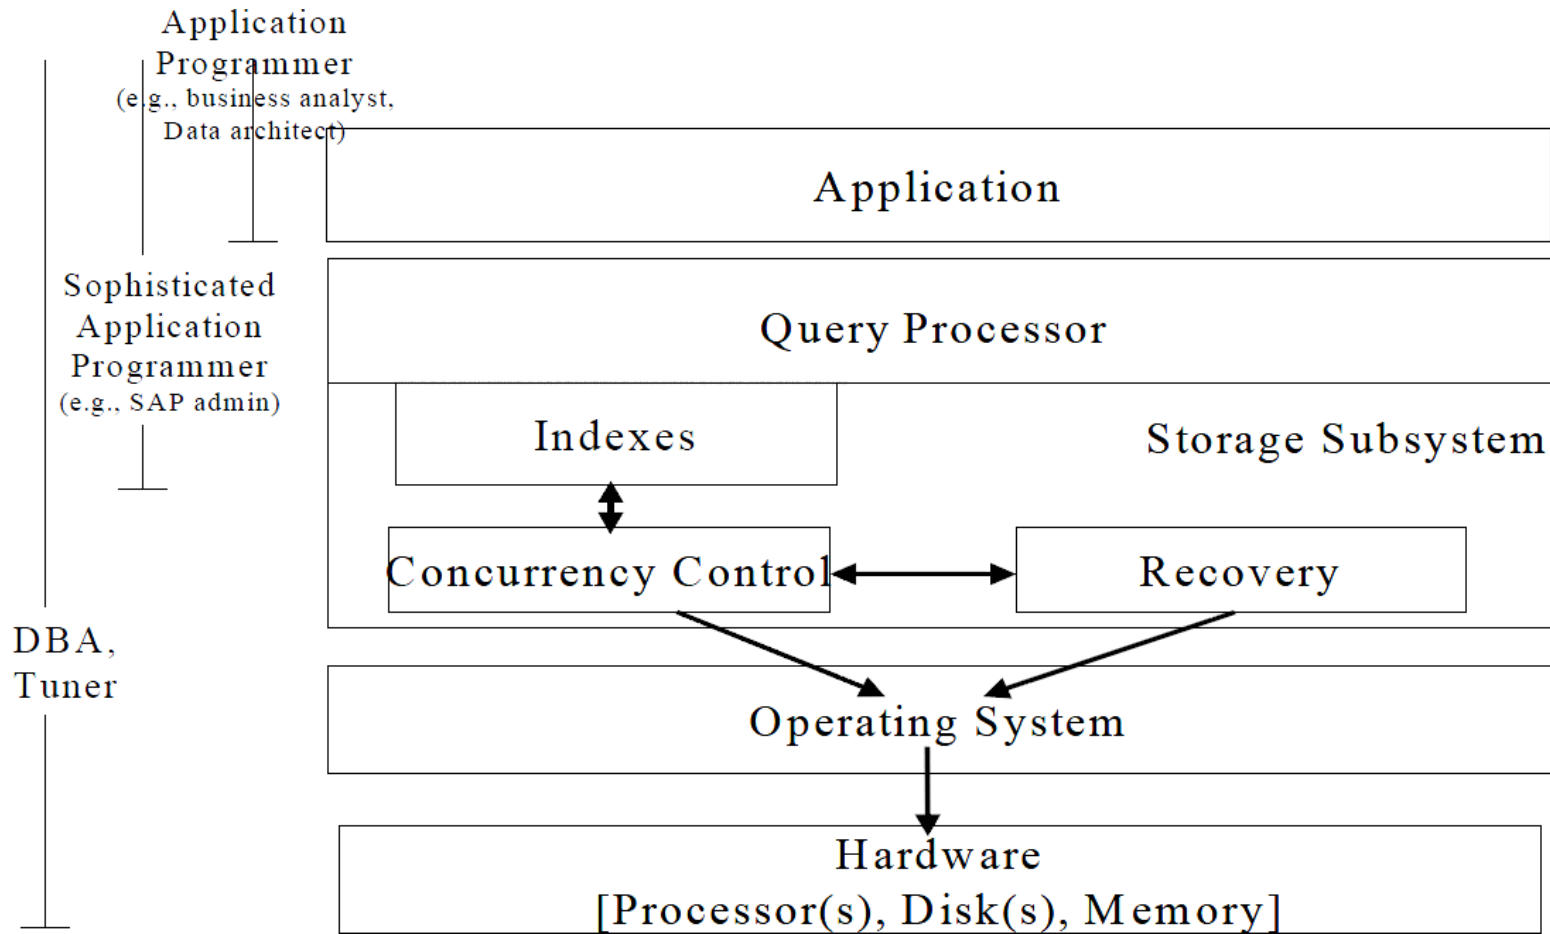 Application
Programmer
(e.g., business analyst,
Data architect)
Application
Sophisticated
Application
Programmer
(e.g., SAP admin)
Query Processor
Indexes
Storage Subsystem
Concurrency Control
Recovery
DBA,
Tuner
Operating System
Hardware
[Processor(s), Disk(s), Memory]